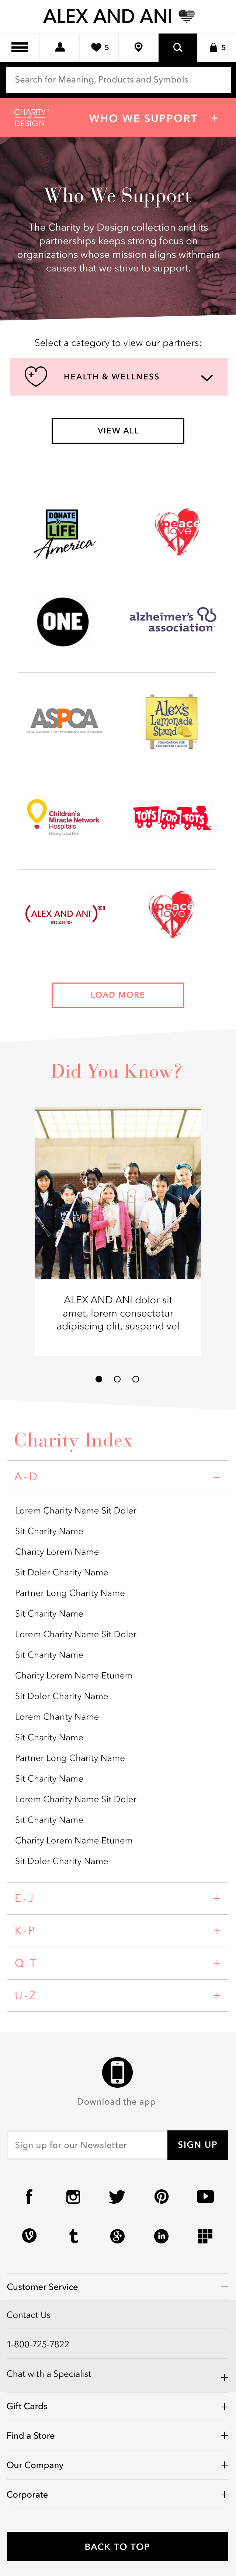 ALEX AND ANI
5
5
Search for Meaning, Products and Symbols
CHARITY
BY
DESIGN
WHO WE SUPPORT +
Who We Support
The Charity by Design collection and its
partnerships keeps strong focus on
organizations whose mission aligns withmain
causes that we strive to support.
Select a category to view our partners:
HEALTH & WELLNESS
VIEW ALL
DONATE
LIFE
America
peace
love
ONE
alzheimer's
association
ASPCA
Alex's
Lemonade
Stand
FOUNDATION FOR
CHILDHOOD CANCER
Children's
Miracle Network
Hospitals
Helping Local Kids
TOYS FOR TOTS
(ALEX AND ANI)RED
SPECIAL EDITION
peace
love
LOAD MORE
Did You Know?
ALEX AND ANI dolor sit
amet, lorem consectetur
adipiscing elit, suspend vel
Charity Index
A-D –
Lorem Charity Name Sit Doler
Sit Charity Name
Charity Lorem Name
Sit Doler Charity Name
Partner Long Charity Name
Sit Charity Name
Lorem Charity Name Sit Doler
Sit Charity Name
Charity Lorem Name Etunem
Sit Doler Charity Name
Lorem Charity Name
Sit Charity Name
Partner Long Charity Name
Sit Charity Name
Lorem Charity Name Sit Doler
Sit Charity Name
Charity Lorem Name Etunem
Sit Doler Charity Name
E-J +
K-P +
Q-T +
U-Z +
Download the app
Sign up for our Newsletter
SIGN UP
Customer Service –
Contact Us
1-800-725-7822
Chat with a Specialist +
Gift Cards +
Find a Store +
Our Company +
Corporate +
BACK TO TOP